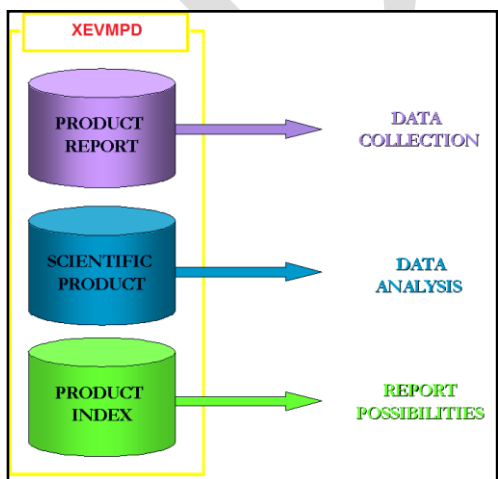 XEVMPD
PRODUCT
REPORT
DATA
COLLECTION
SCIENTIFIC
PRODUCT
DATA
ANALYSIS
PRODUCT
INDEX
REPORT
POSSIBILITIES